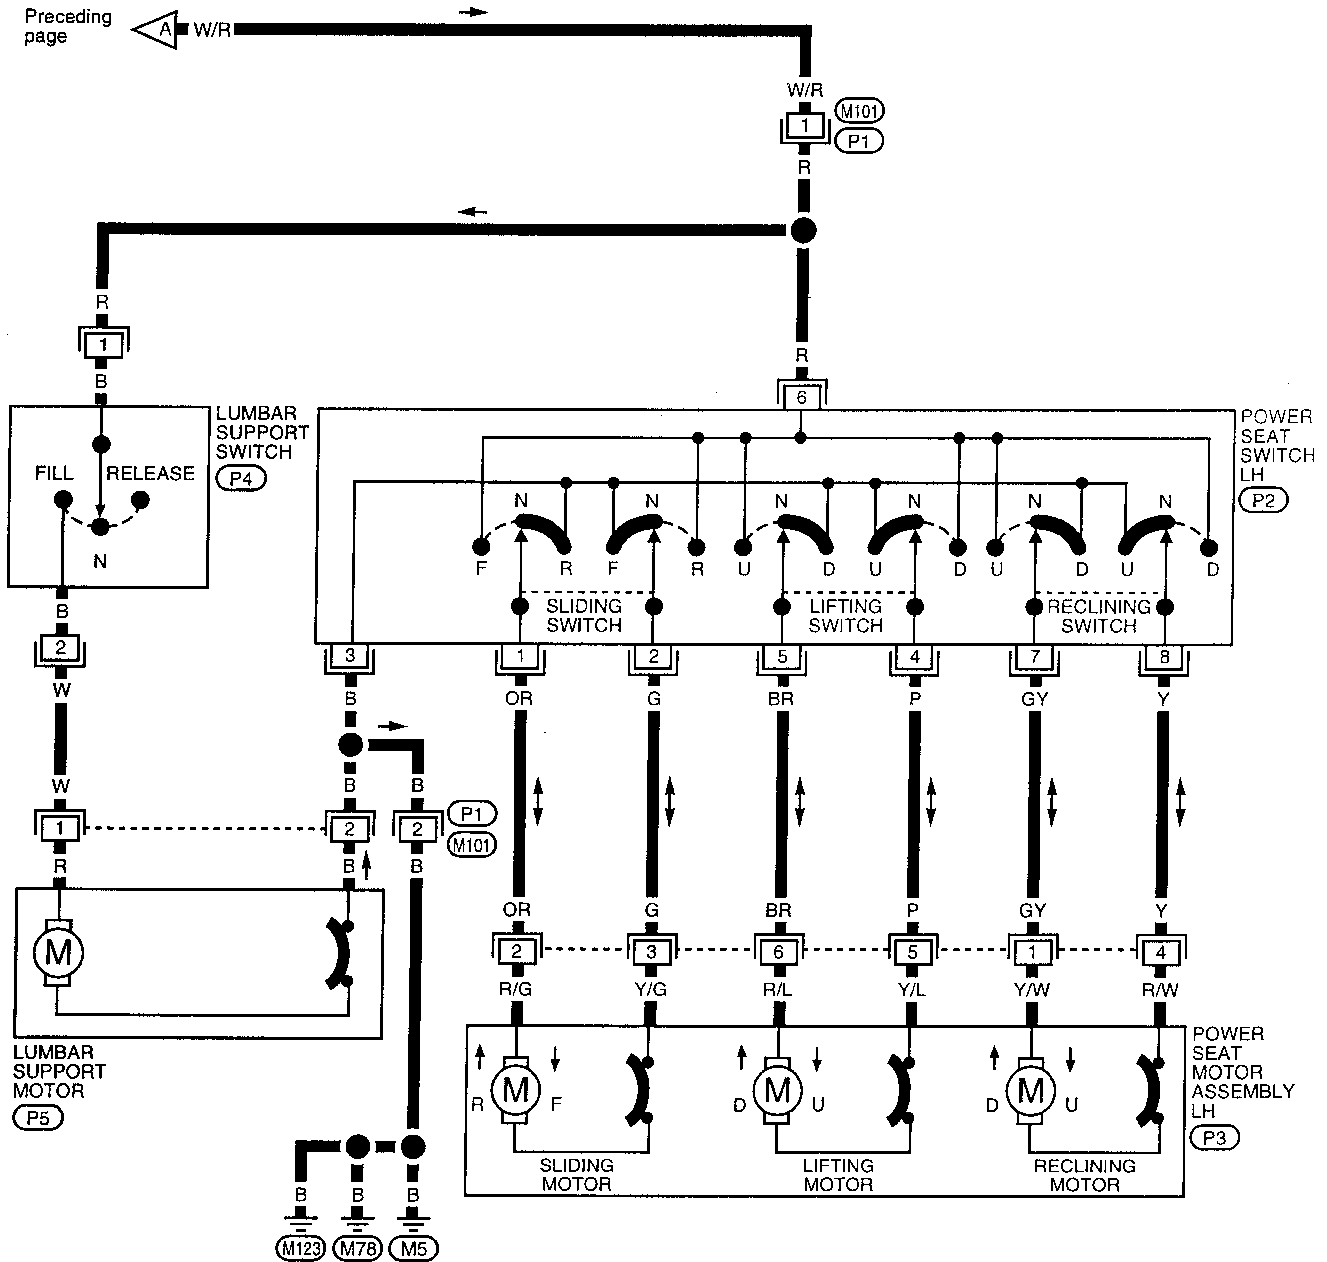 Preceding
page
A W/R
W/R
1 M101
P1
R
R
1
B
R
6
LUMBAR
SUPPORT
SWITCH
P4
FILL RELEASE
N
POWER
SEAT
SWITCH
LH
P2
N N N N N N
F R F R U D U D U D U D
SLIDING
SWITCH
LIFTING
SWITCH
RECLINING
SWITCH
B
2
W
3 1 2 5 4 7 8
B OR G BR P GY Y
W B B
1 2 2 P1
M101
R B B
OR G BR P GY Y
2 3 6 5 1 4
R/G Y/G R/L Y/L Y/W R/W
M
LUMBAR
SUPPORT
MOTOR
P5
M M M
R F D U D U
SLIDING
MOTOR
LIFTING
MOTOR
RECLINING
MOTOR
POWER
SEAT
MOTOR
ASSEMBLY
LH
P3
B B B
M123 M78 M5